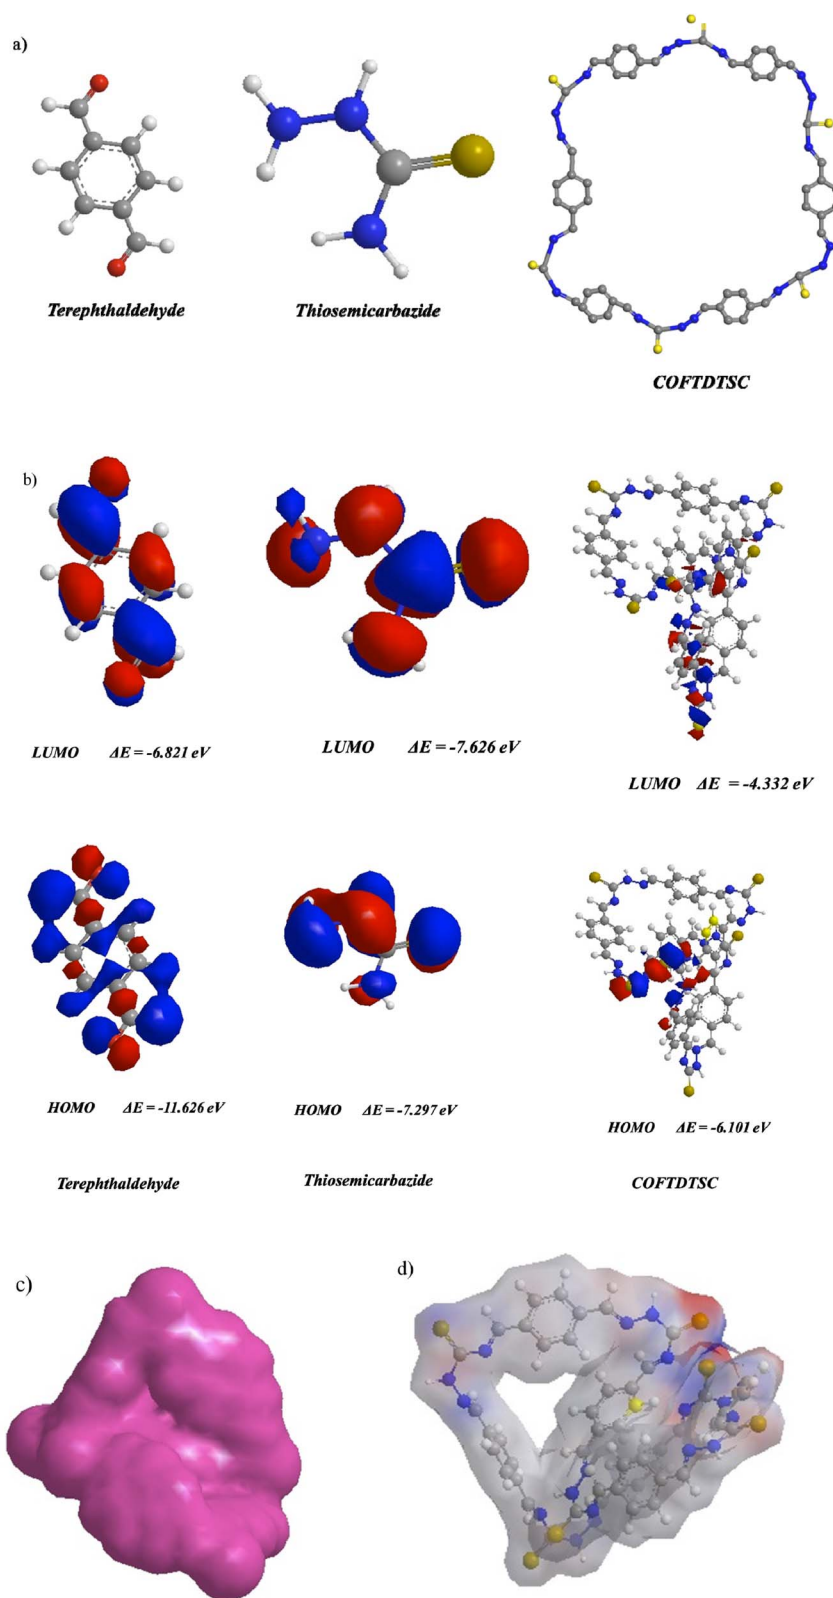 a)
Terephthaldehyde
Thiosemicarbazide
COFTDTSC
b)
LUMO ΔE = -6.821 eV
LUMO ΔE = -7.626 eV
LUMO ΔE = -4.332 eV
HOMO ΔE = -11.626 eV
HOMO ΔE = -7.297 eV
HOMO ΔE = -6.101 eV
Terephthaldehyde
Thiosemicarbazide
COFTDTSC
c)
d)